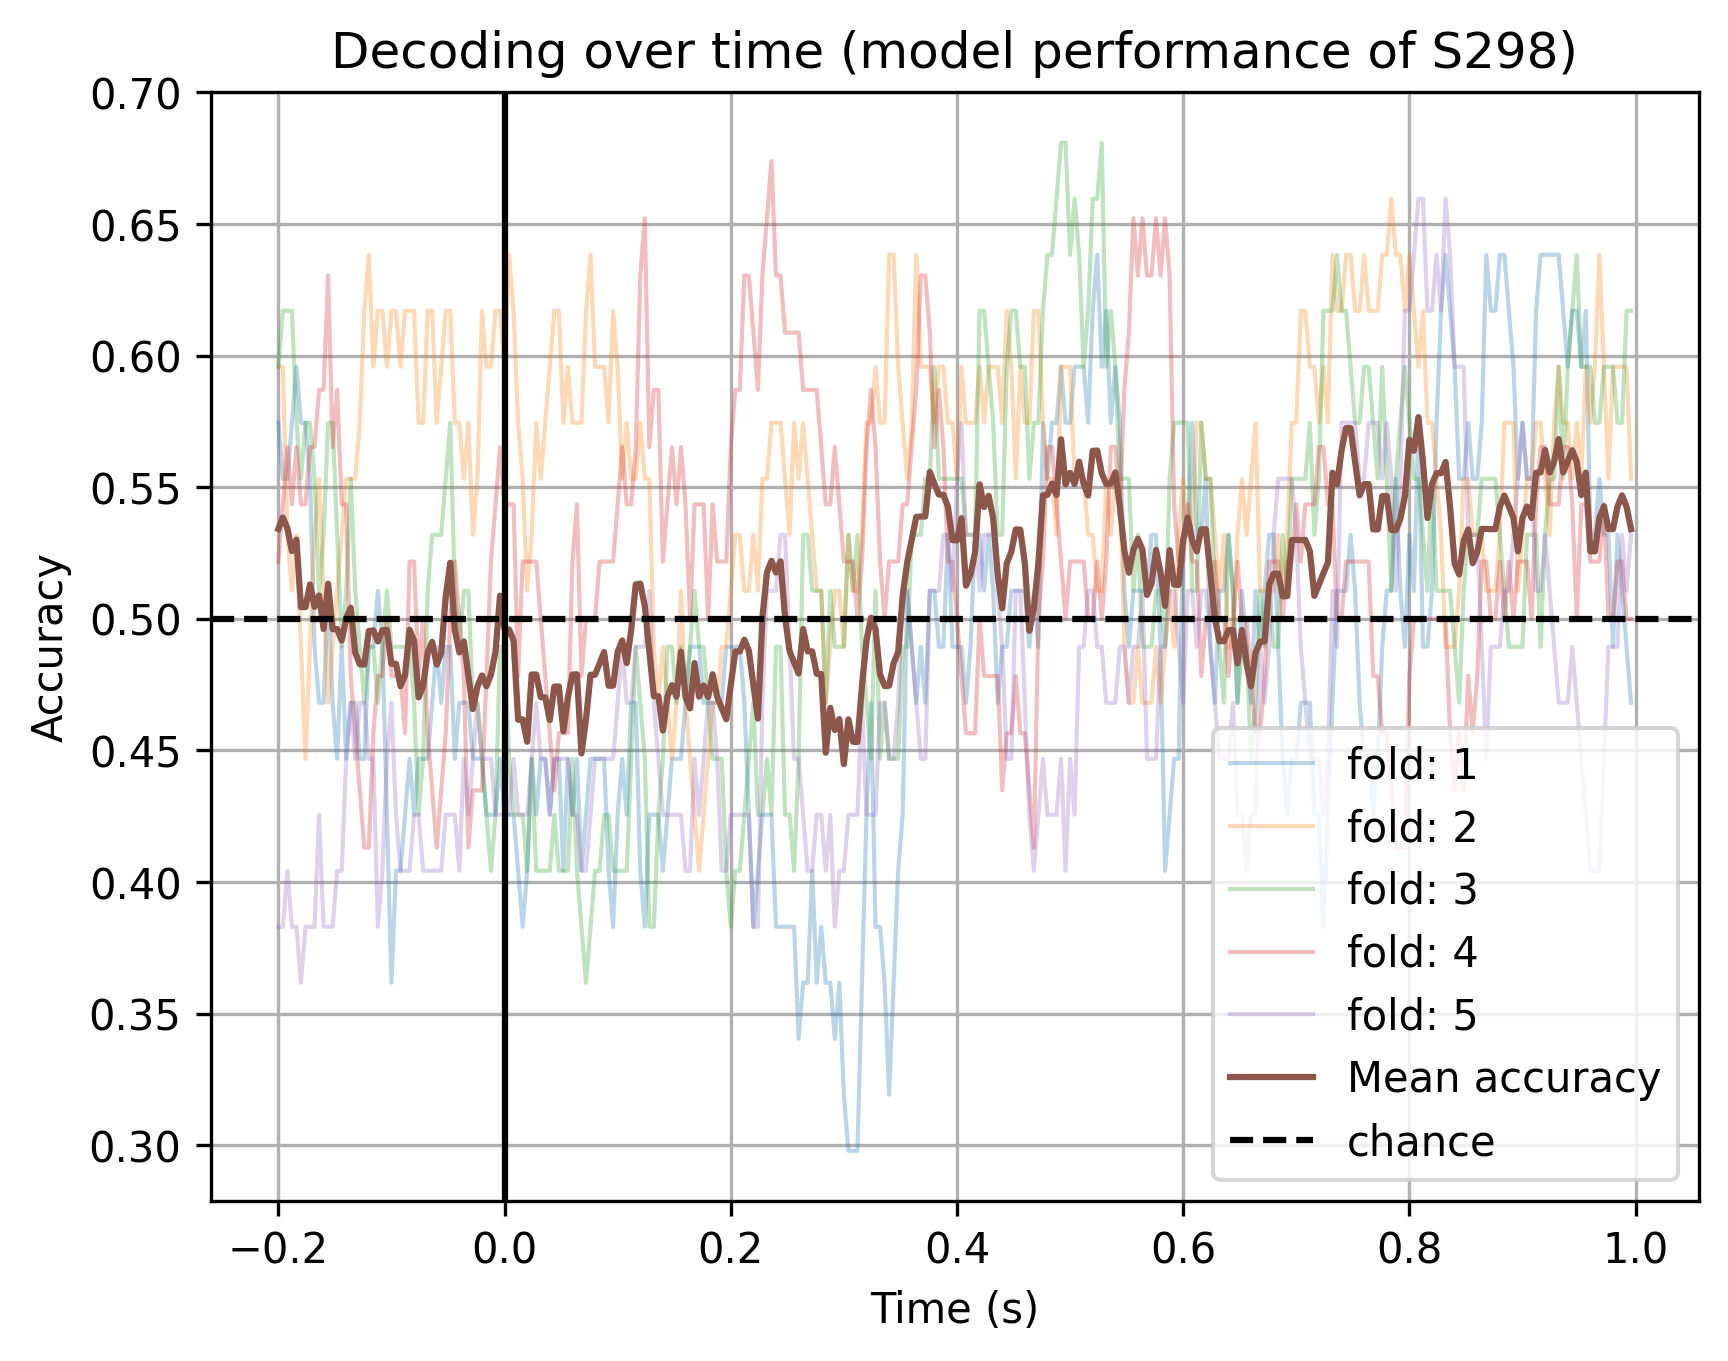 Decoding over time (model performance of S298)
Accuracy
0.70
0.65
0.60
0.55
0.50
0.45
0.40
0.35
0.30
−0.2
0.0
0.2
0.4
0.6
0.8
1.0
Time (s)
fold: 1
fold: 2
fold: 3
fold: 4
fold: 5
Mean accuracy
chance